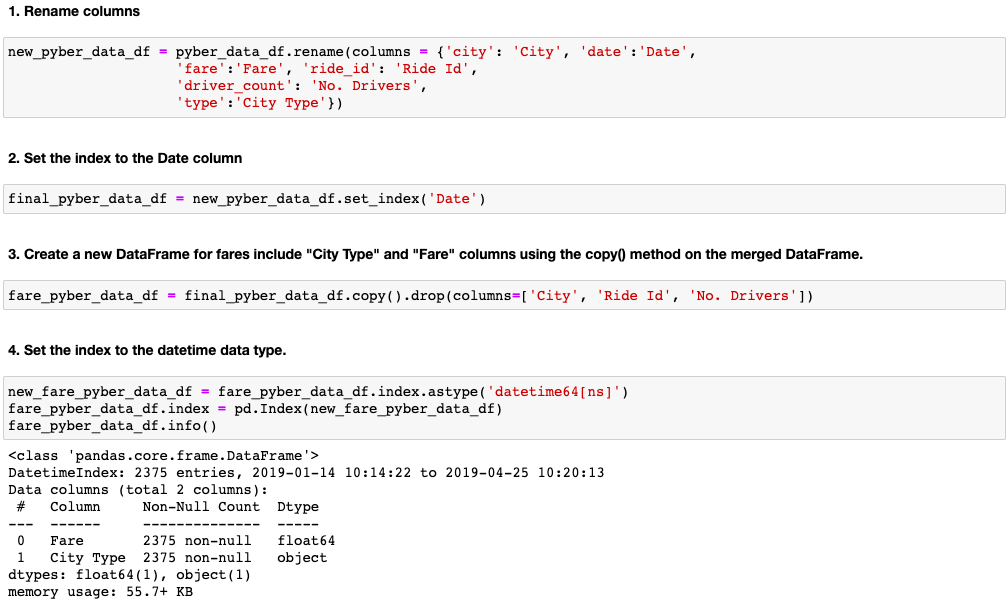 1. Rename columns
new_pyber_data_df = pyber_data_df.rename(columns = {'city': 'City', 'date':'Date',
'fare':'Fare', 'ride_id': 'Ride Id',
'driver_count': 'No. Drivers',
'type':'City Type'})
2. Set the index to the Date column
final_pyber_data_df = new_pyber_data_df.set_index('Date')
3. Create a new DataFrame for fares include "City Type" and "Fare" columns using the copy() method on the merged DataFrame.
fare_pyber_data_df = final_pyber_data_df.copy().drop(columns=['City', 'Ride Id', 'No. Drivers'])
4. Set the index to the datetime data type.
new_fare_pyber_data_df = fare_pyber_data_df.index.astype('datetime64[ns]')
fare_pyber_data_df.index = pd.Index(new_fare_pyber_data_df)
fare_pyber_data_df.info()
<class 'pandas.core.frame.DataFrame'>
DatetimeIndex: 2375 entries, 2019-01-14 10:14:22 to 2019-04-25 10:20:13
Data columns (total 2 columns):
 #   Column     Non-Null Count  Dtype
---  ------     --------------  -----
 0   Fare       2375 non-null   float64
 1   City Type  2375 non-null   object
dtypes: float64(1), object(1)
memory usage: 55.7+ KB